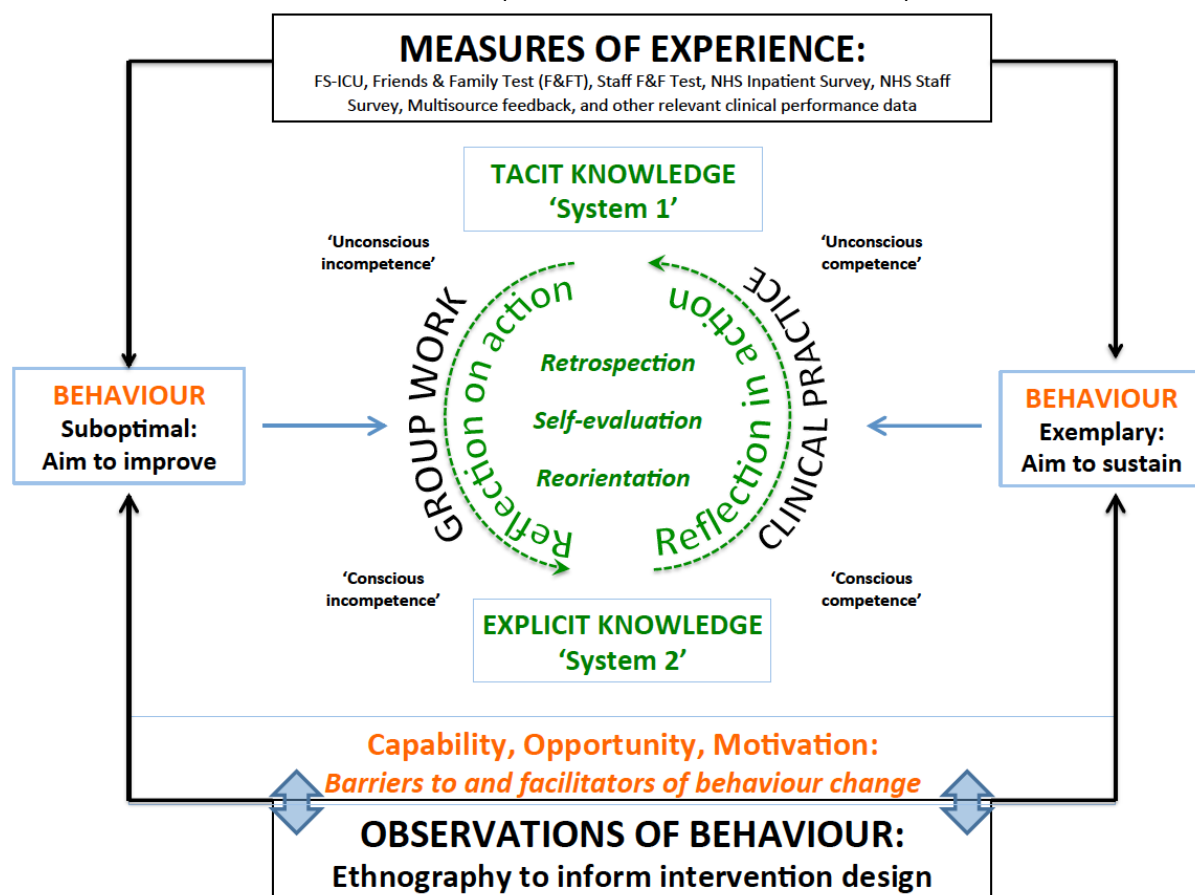 MEASURES OF EXPERIENCE:
FS-ICU, Friends & Family Test (F&FT), Staff F&F Test, NHS Inpatient Survey, NHS Staff
Survey, Multisource feedback, and other relevant clinical performance data
TACIT KNOWLEDGE
‘System 1’
‘Unconscious
incompetence’
‘Unconscious
competence’
GROUP WORK
Reflection on action
Retrospection
Self-evaluation
Reorientation
Reflection in action
CLINICAL PRACTICE
BEHAVIOUR
Suboptimal:
Aim to improve
BEHAVIOUR
Exemplary:
Aim to sustain
‘Conscious
incompetence’
‘Conscious
competence’
EXPLICIT KNOWLEDGE
‘System 2’
Capability, Opportunity, Motivation:
Barriers to and facilitators of behaviour change
OBSERVATIONS OF BEHAVIOUR:
Ethnography to inform intervention design